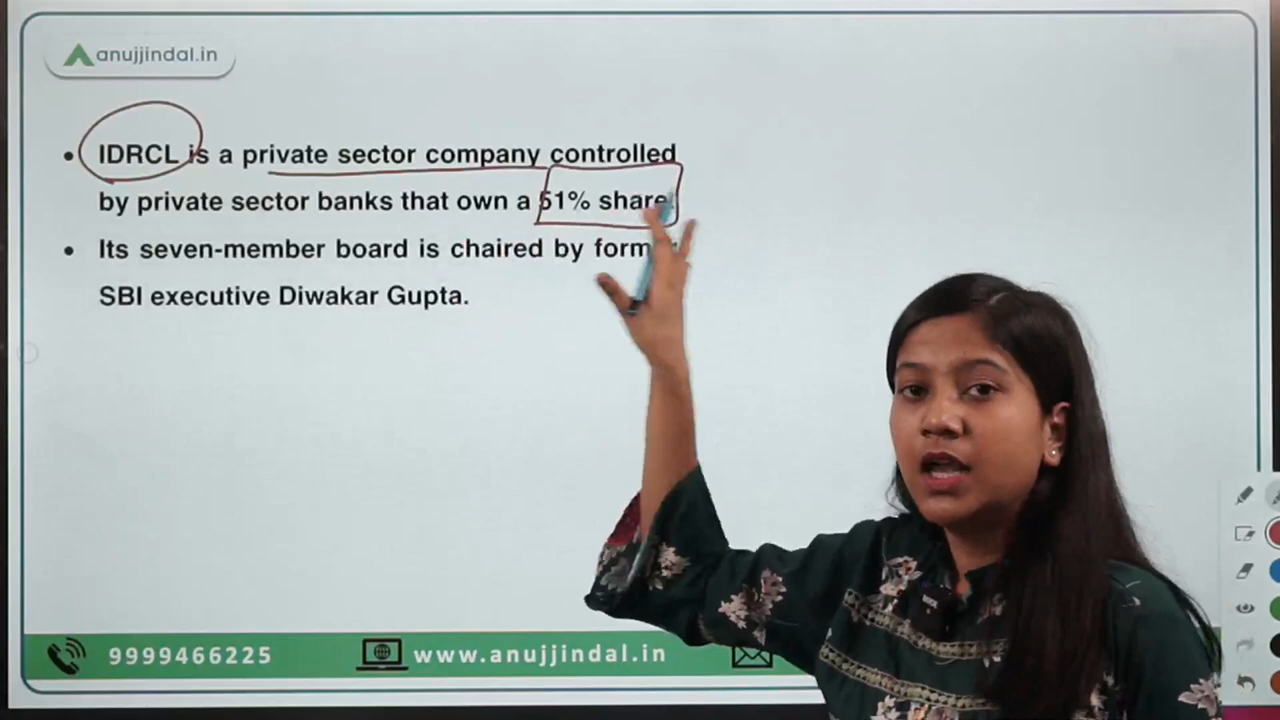 anujjindal.in
IDRCL is a private sector company controlled
by private sector banks that own a 51% share
Its seven-member board is chaired by
SBI executive Diwakar Gupta.
9999466225
www.anujjindal.in